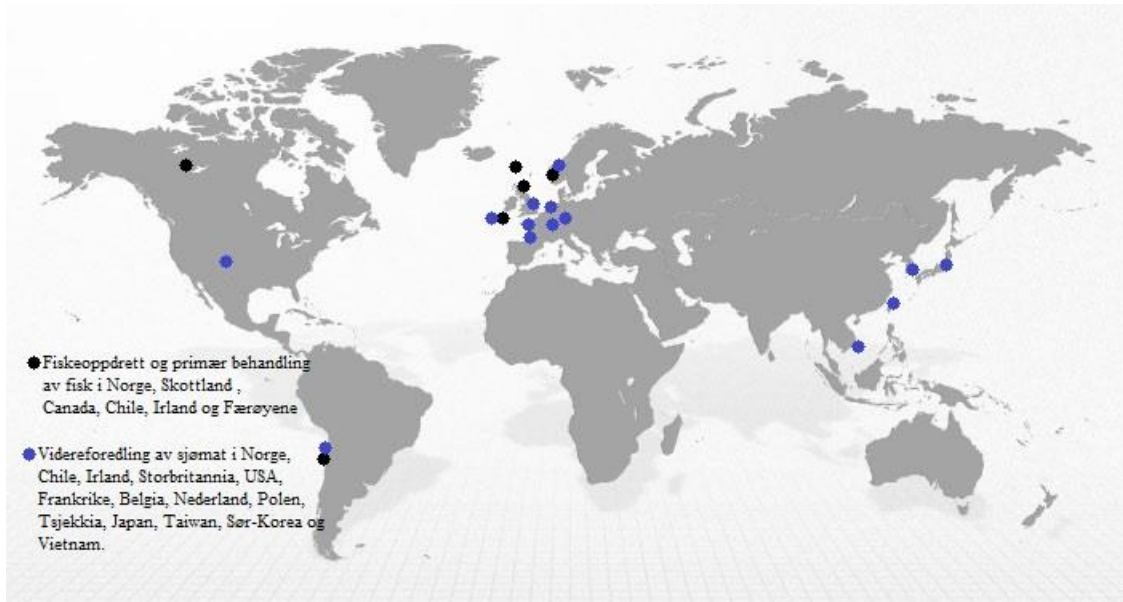 Fiskeoppdrett og primær behandling
av fisk i Norge, Skottland ,
Canada, Chile, Irland og Færøyene
Videreforedling av sjømat i Norge,
Chile, Irland, Storbritannia, USA,
Frankrike, Belgia, Nederland, Polen,
Tsjekkia, Japan, Taiwan, Sør-Korea og
Vietnam.